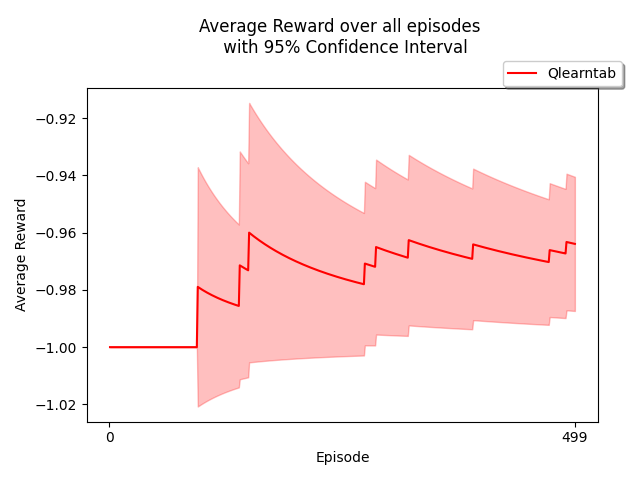 Average Reward over all episodes
with 95% Confidence Interval
Qlearntab
−0.92
−0.94
−0.96
−0.98
−1.00
−1.02
Average Reward
0
499
Episode